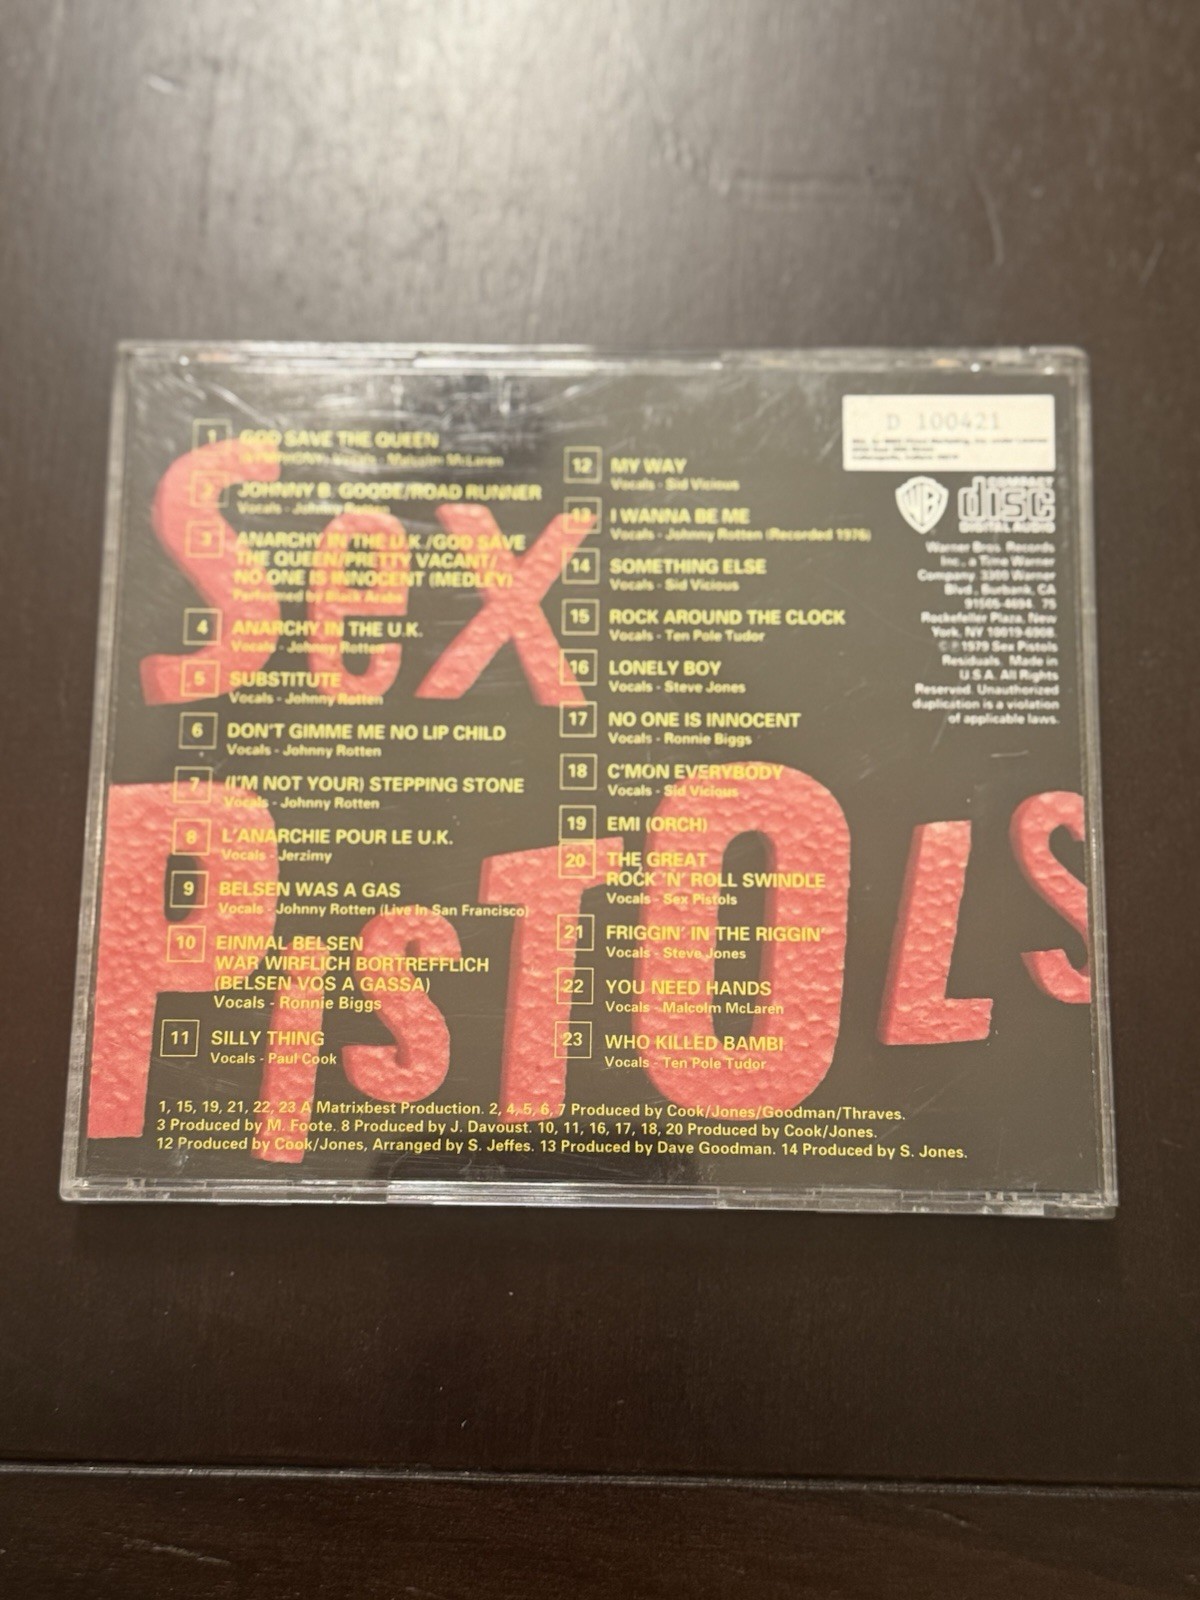 Sex
PISTOLS
1 GOD SAVE THE QUEEN
(SYMPHONY) Vocals - Malcolm McLaren
2 JOHNNY B. GOODE/ROAD RUNNER
Vocals - Johnny Rotten
3 ANARCHY IN THE U.K./GOD SAVE
THE QUEEN/PRETTY VACANT/
NO ONE IS INNOCENT (MEDLEY)
Performed by Black Arabs
4 ANARCHY IN THE U.K.
Vocals - Johnny Rotten
5 SUBSTITUTE
Vocals - Johnny Rotten
6 DON'T GIMME ME NO LIP CHILD
Vocals - Johnny Rotten
7 (I'M NOT YOUR) STEPPING STONE
Vocals - Johnny Rotten
8 L'ANARCHIE POUR LE U.K.
Vocals - Jerzimy
9 BELSEN WAS A GAS
Vocals - Johnny Rotten (Live in San Francisco)
10 EINMAL BELSEN
WAR WIRFLICH BORTREFFLICH
(BELSEN VOS A GASSA)
Vocals - Ronnie Biggs
11 SILLY THING
Vocals - Paul Cook
12 MY WAY
Vocals - Sid Vicious
13 I WANNA BE ME
Vocals - Johnny Rotten (Recorded 1976)
14 SOMETHING ELSE
Vocals - Sid Vicious
15 ROCK AROUND THE CLOCK
Vocals - Ten Pole Tudor
16 LONELY BOY
Vocals - Steve Jones
17 NO ONE IS INNOCENT
Vocals - Ronnie Biggs
18 C'MON EVERYBODY
Vocals - Sid Vicious
19 EMI (ORCH)
20 THE GREAT
ROCK 'N' ROLL SWINDLE
Vocals - Sex Pistols
21 FRIGGIN' IN THE RIGGIN'
Vocals - Steve Jones
22 YOU NEED HANDS
Vocals - Malcolm McLaren
23 WHO KILLED BAMBI
Vocals - Ten Pole Tudor
D 100421
Indianapolis, Indiana
WB
COMPACT
disc
DIGITAL AUDIO
Warner Bros. Records
Inc., a Time Warner
Company. 3300 Warner
Blvd., Burbank, CA
91505-4694. 75
Rockefeller Plaza, New
York, NY 10019-6908.
© ℗ 1979 Sex Pistols
Residuals. Made in
U.S.A. All Rights
Reserved. Unauthorized
duplication is a violation
of applicable laws.
1, 15, 19, 21, 22, 23 A Matrixbest Production. 2, 4, 5, 6, 7 Produced by Cook/Jones/Goodman/Thraves.
3 Produced by M. Foote. 8 Produced by J. Davoust. 10, 11, 16, 17, 18, 20 Produced by Cook/Jones.
12 Produced by Cook/Jones, Arranged by S. Jeffes. 13 Produced by Dave Goodman. 14 Produced by S. Jones.